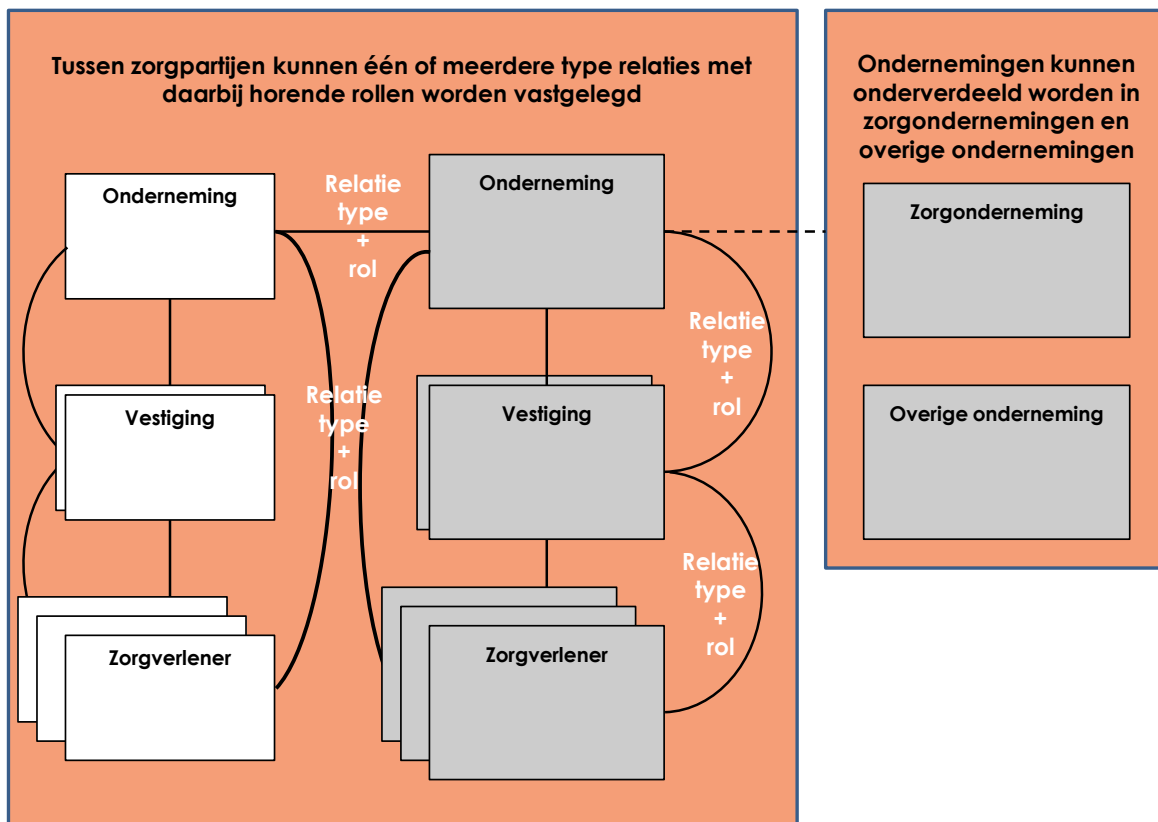 Tussen zorgpartijen kunnen één of meerdere type relaties met
daarbij horende rollen worden vastgelegd
Onderneming
Relatie
type
+
rol
Onderneming
Vestiging
Relatie
type
+
rol
Vestiging
Relatie
type
+
rol
Zorgverlener
Zorgverlener
Relatie
type
+
rol
Ondernemingen kunnen
onderverdeeld worden in
zorgondernemingen en
overige ondernemingen
Zorgonderneming
Overige onderneming